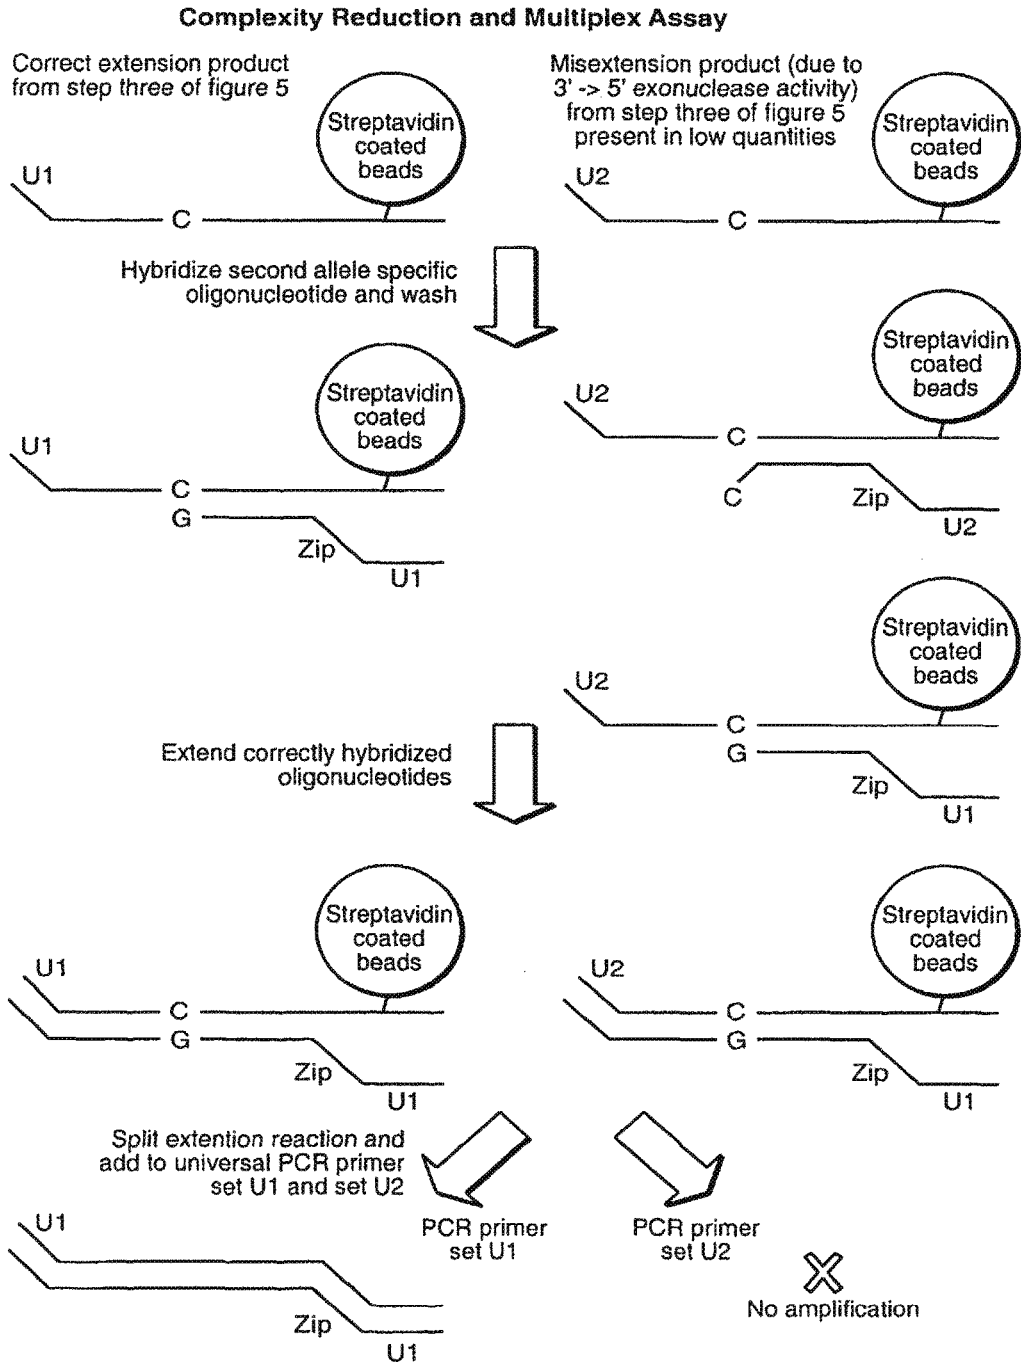 Complexity Reduction and Multiplex Assay
Correct extension product
from step three of figure 5
Streptavidin
coated
beads
U1
C
Misextension product (due to
3' -> 5' exonuclease activity)
from step three of figure 5
present in low quantities
Streptavidin
coated
beads
U2
C
Hybridize second allele specific
oligonucleotide and wash
Streptavidin
coated
beads
U1
C
G
Zip
U1
Streptavidin
coated
beads
U2
C
C
Zip
U2
Streptavidin
coated
beads
U2
C
G
Zip
U1
Extend correctly hybridized
oligonucleotides
Streptavidin
coated
beads
U1
C
G
Zip
U1
Streptavidin
coated
beads
U2
C
G
Zip
U1
Split extention reaction and
add to universal PCR primer
set U1 and set U2
PCR primer
set U1
PCR primer
set U2
U1
Zip
U1
No amplification